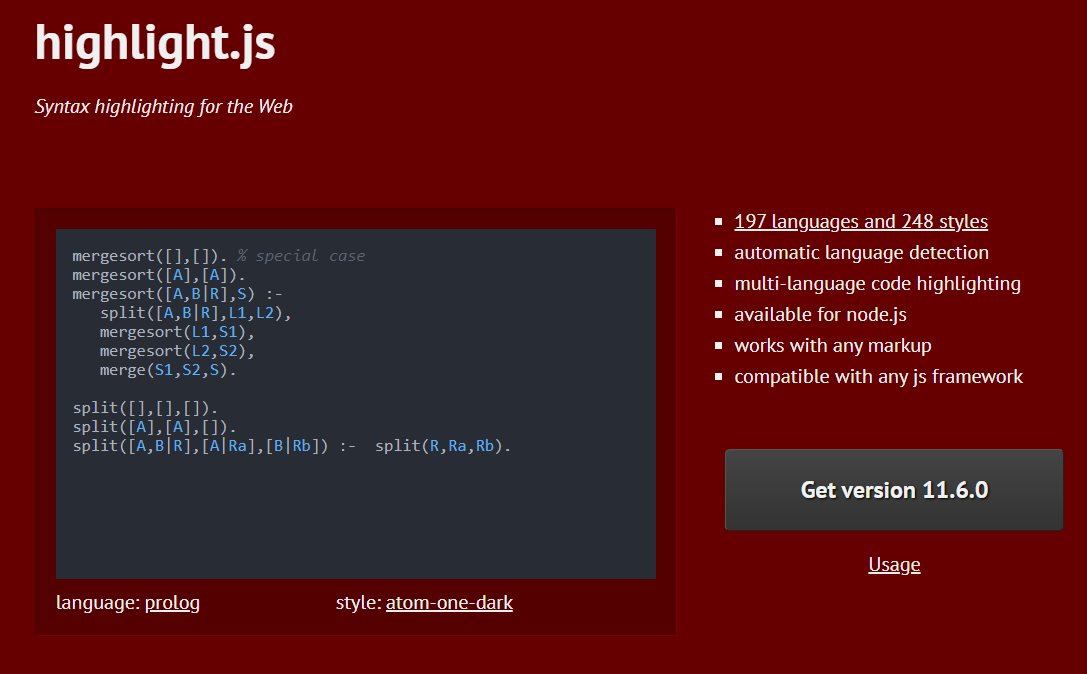 highlight.js
Syntax highlighting for the Web
mergesort([],[]). % special case
mergesort([A],[A]).
mergesort([A,B|R],S) :-
   split([A,B|R],L1,L2),
   mergesort(L1,S1),
   mergesort(L2,S2),
   merge(S1,S2,S).
split([],[],[]).
split([A],[A],[]).
split([A,B|R],[A|Ra],[B|Rb]) :-  split(R,Ra,Rb).
language: prolog
style: atom-one-dark
197 languages and 248 styles
automatic language detection
multi-language code highlighting
available for node.js
works with any markup
compatible with any js framework
Get version 11.6.0
Usage